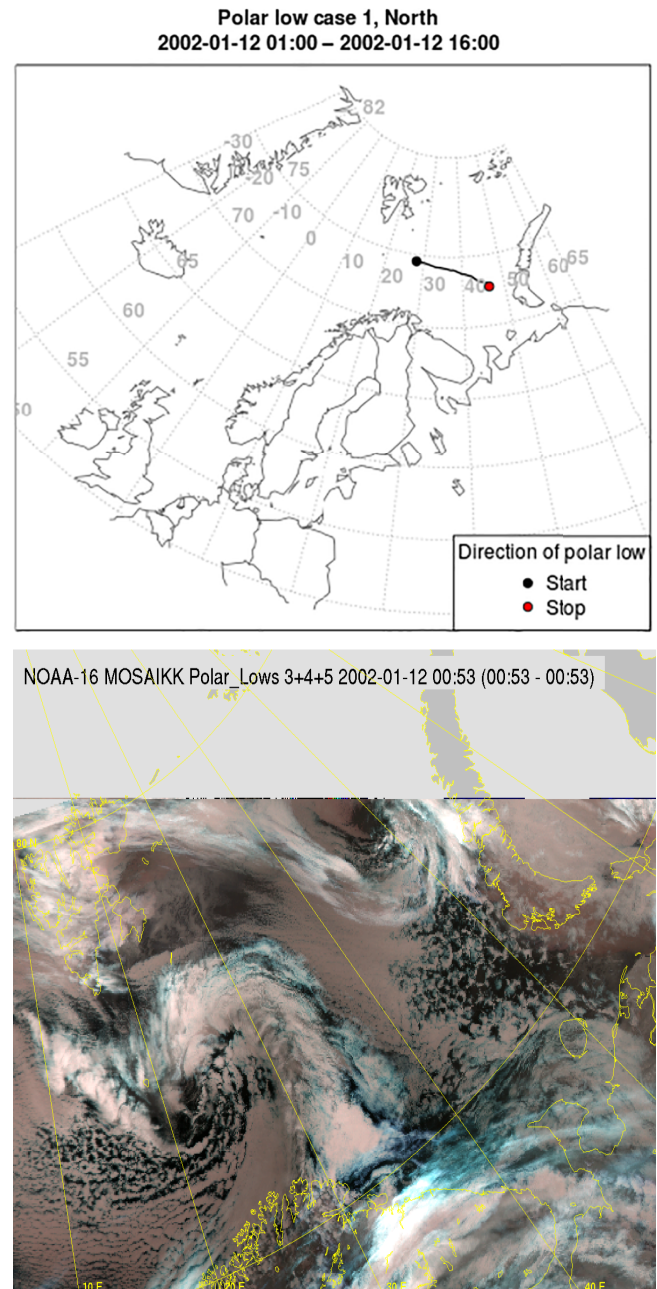 Polar low case 1, North
2002-01-12 01:00 – 2002-01-12 16:00
82
-30
-20
75
70
-10
0
65
10
20
30
40
50
60
65
60
55
50
Direction of polar low
Start
Stop
NOAA-16 MOSAIKK Polar_Lows 3+4+5 2002-01-12 00:53 (00:53 - 00:53)
80 N
10 E
20 E
30 E
40 E